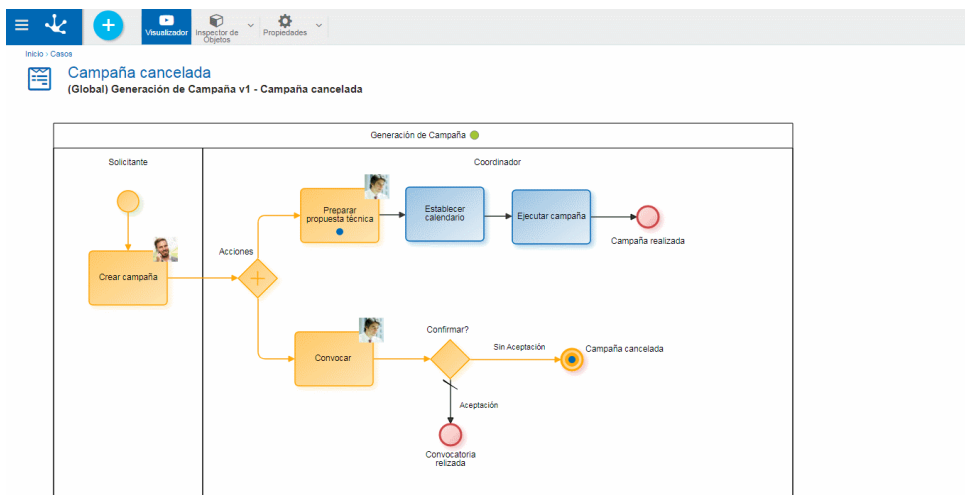 Visualizador
Inspector de
Objetos
Propiedades
Inicio › Casos
Campaña cancelada
(Global) Generación de Campaña v1 - Campaña cancelada
Generación de Campaña
Solicitante
Coordinador
Preparar
propuesta técnica
Establecer
calendario
Ejecutar campaña
Campaña realizada
Acciones
Crear campaña
Confirmar?
Convocar
Sin Aceptación
Campaña cancelada
Aceptación
Convocatoria
relizada